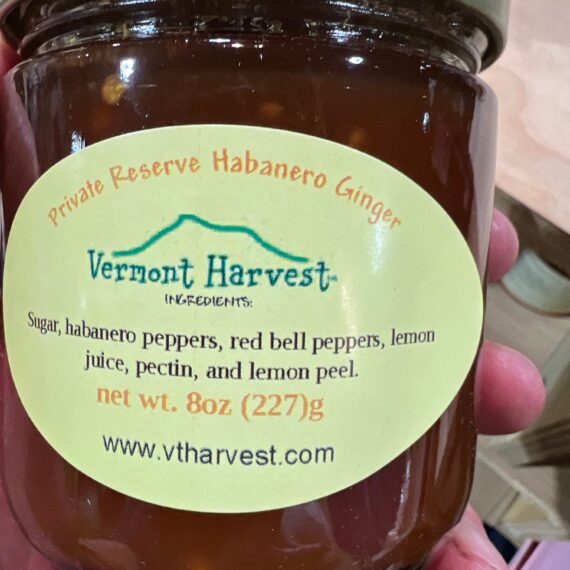 Private Reserve Habanero Ginger
Vermont Harvest
INGREDIENTS:
Sugar, habanero peppers, red bell peppers, lemon
juice, pectin, and lemon peel.
net wt. 8oz (227)g
www.vtharvest.com